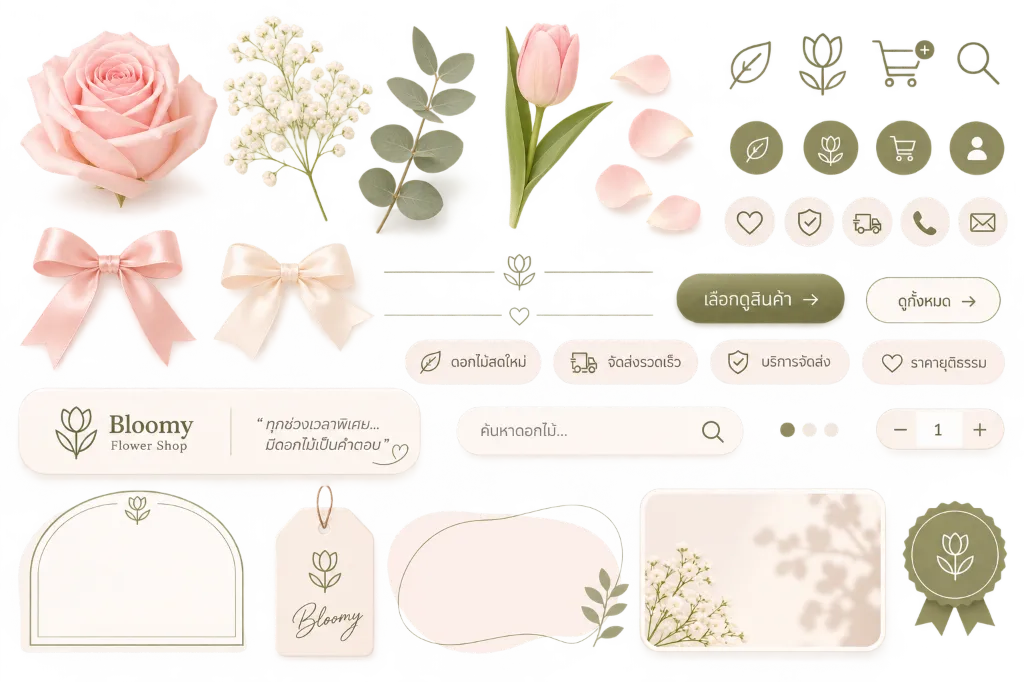 เลือกดูสินค้า
ดูทั้งหมด
ดอกไม้สดใหม่
จัดส่งรวดเร็ว
บริการจัดส่ง
ราคายุติธรรม
Bloomy
Flower Shop
“ ทุกช่วงเวลาพิเศษ...
มีดอกไม้เป็นคำตอบ ”
ค้นหาดอกไม้...
1
Bloomy